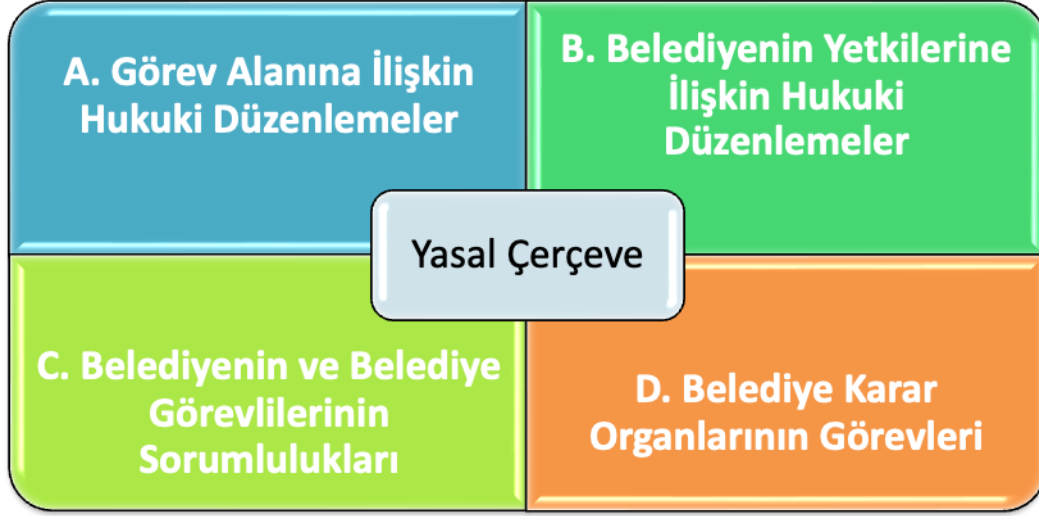 A. Görev Alanına İlişkin
Hukuki Düzenlemeler
B. Belediyenin Yetkilerine
İlişkin Hukuki
Düzenlemeler
Yasal Çerçeve
C. Belediyenin ve Belediye
Görevlilerinin
Sorumlulukları
D. Belediye Karar
Organlarının Görevleri